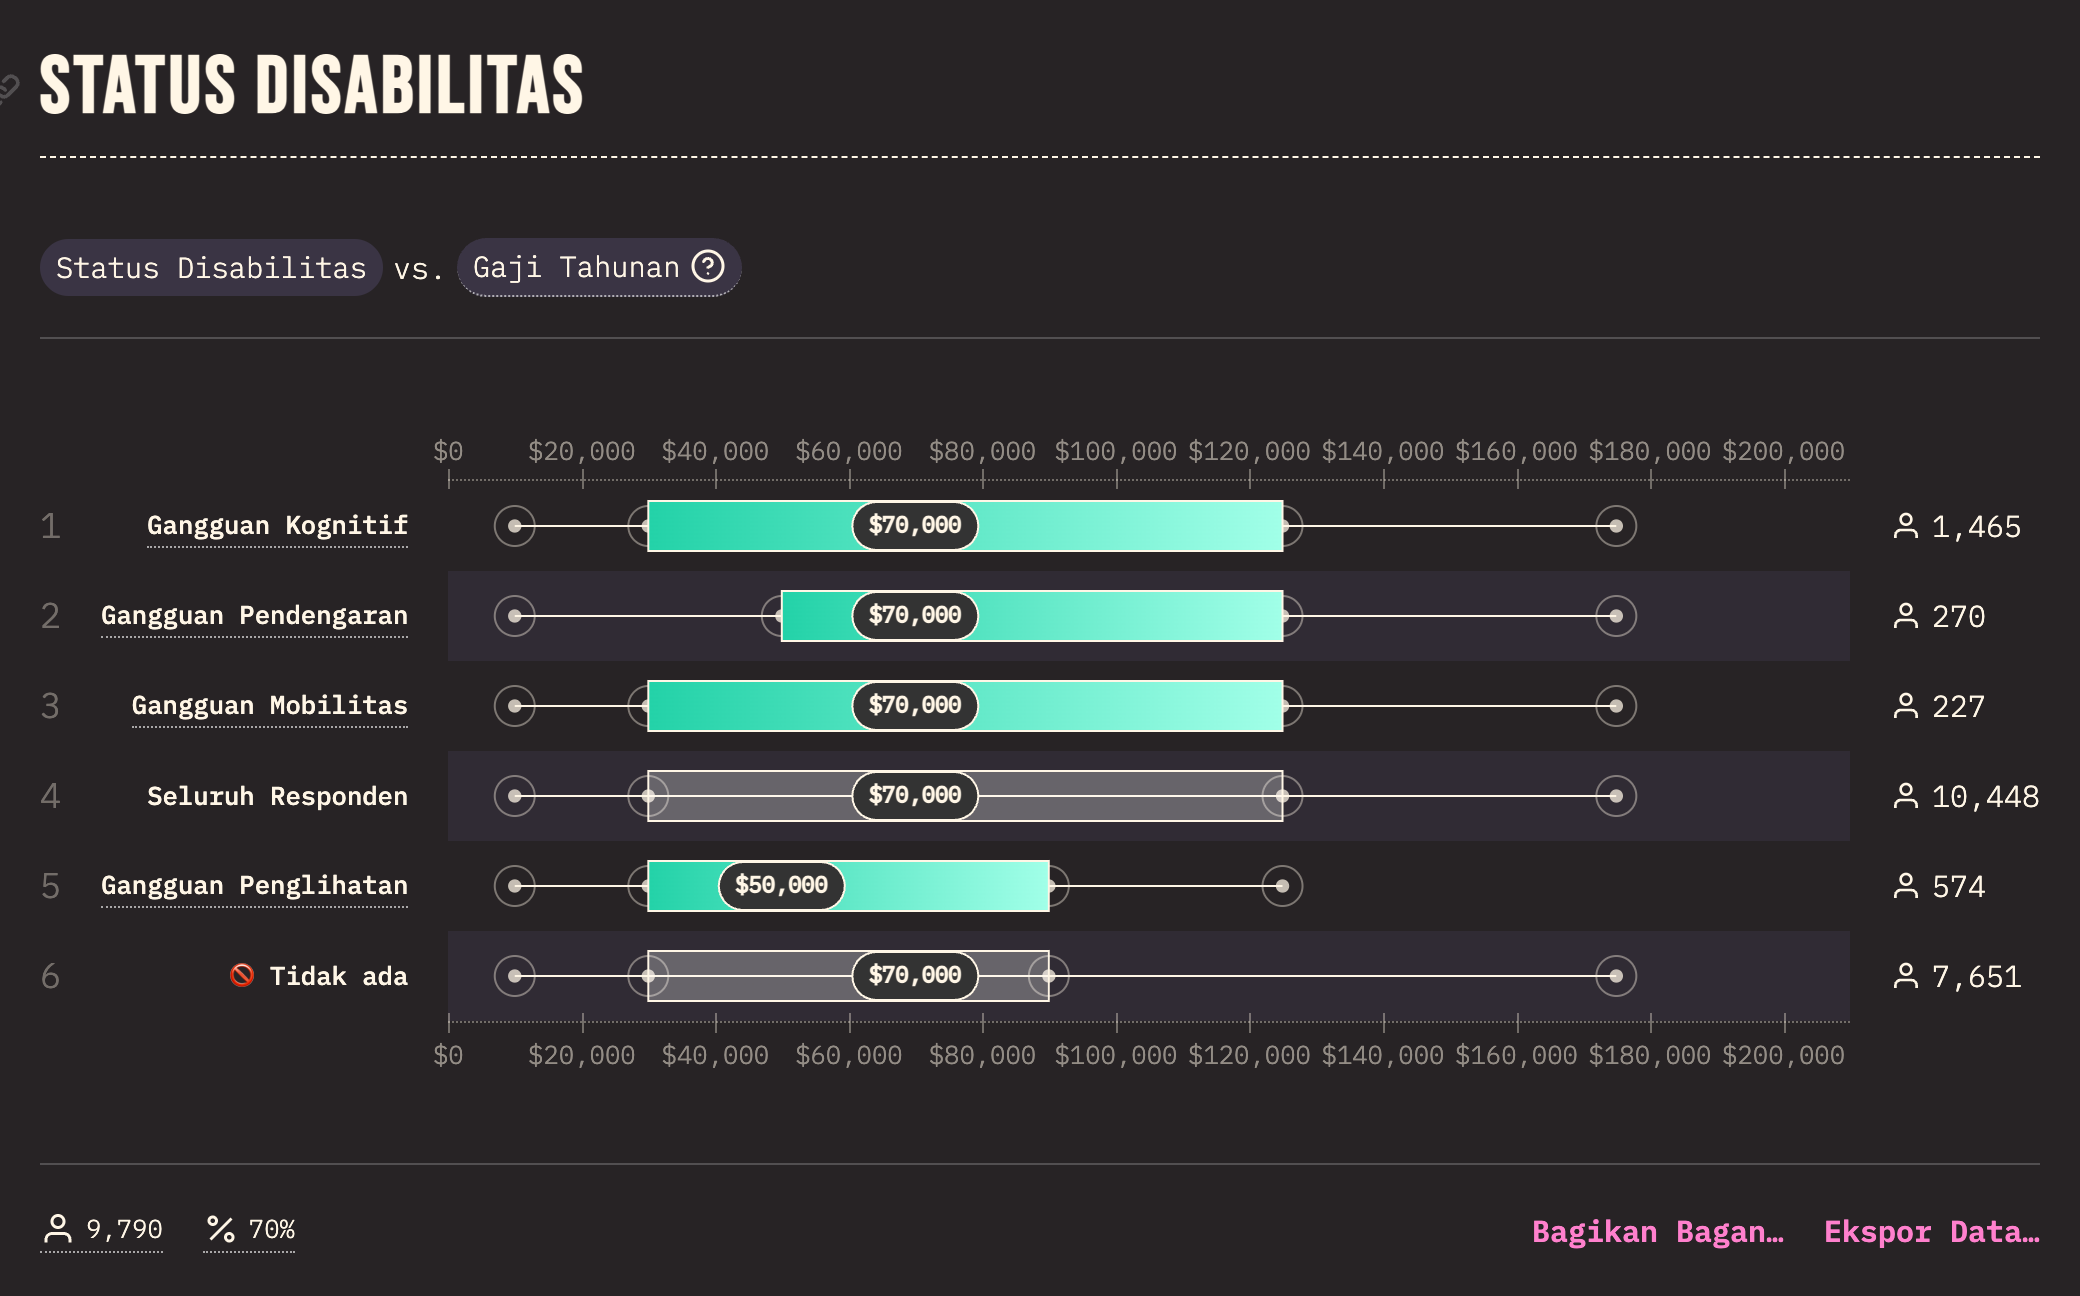 STATUS DISABILITAS
Status Disabilitas vs. Gaji Tahunan
$0 $20,000 $40,000 $60,000 $80,000 $100,000 $120,000 $140,000 $160,000 $180,000 $200,000
1 Gangguan Kognitif $70,000 1,465
2 Gangguan Pendengaran $70,000 270
3 Gangguan Mobilitas $70,000 227
4 Seluruh Responden $70,000 10,448
5 Gangguan Penglihatan $50,000 574
6 Tidak ada $70,000 7,651
$0 $20,000 $40,000 $60,000 $80,000 $100,000 $120,000 $140,000 $160,000 $180,000 $200,000
9,790 % 70% Bagikan Bagan… Ekspor Data…